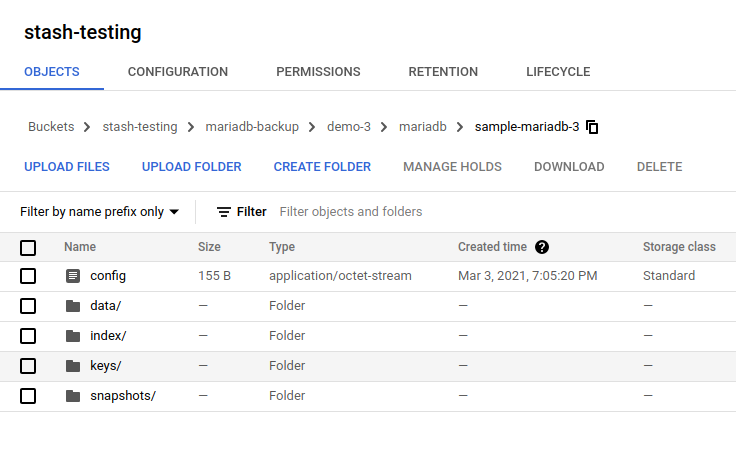 stash-testing
OBJECTS CONFIGURATION PERMISSIONS RETENTION LIFECYCLE
Buckets > stash-testing > mariadb-backup > demo-3 > mariadb > sample-mariadb-3
UPLOAD FILES UPLOAD FOLDER CREATE FOLDER MANAGE HOLDS DOWNLOAD DELETE
Filter by name prefix only Filter Filter objects and folders
Name Size Type Created time ? Storage class
config 155 B application/octet-stream Mar 3, 2021, 7:05:20 PM Standard
data/ — Folder — —
index/ — Folder — —
keys/ — Folder — —
snapshots/ — Folder — —